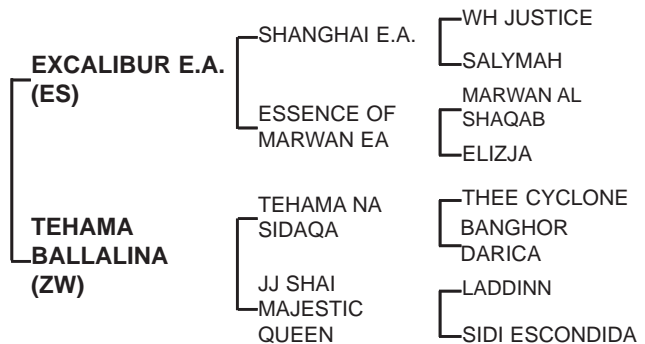 EXCALIBUR E.A.
(ES)
SHANGHAI E.A.
WH JUSTICE
SALYMAH
ESSENCE OF
MARWAN EA
MARWAN AL
SHAQAB
ELIZJA
TEHAMA
BALLALINA
(ZW)
TEHAMA NA
SIDAQA
THEE CYCLONE
BANGHOR
DARICA
JJ SHAI
MAJESTIC
QUEEN
LADDINN
SIDI ESCONDIDA